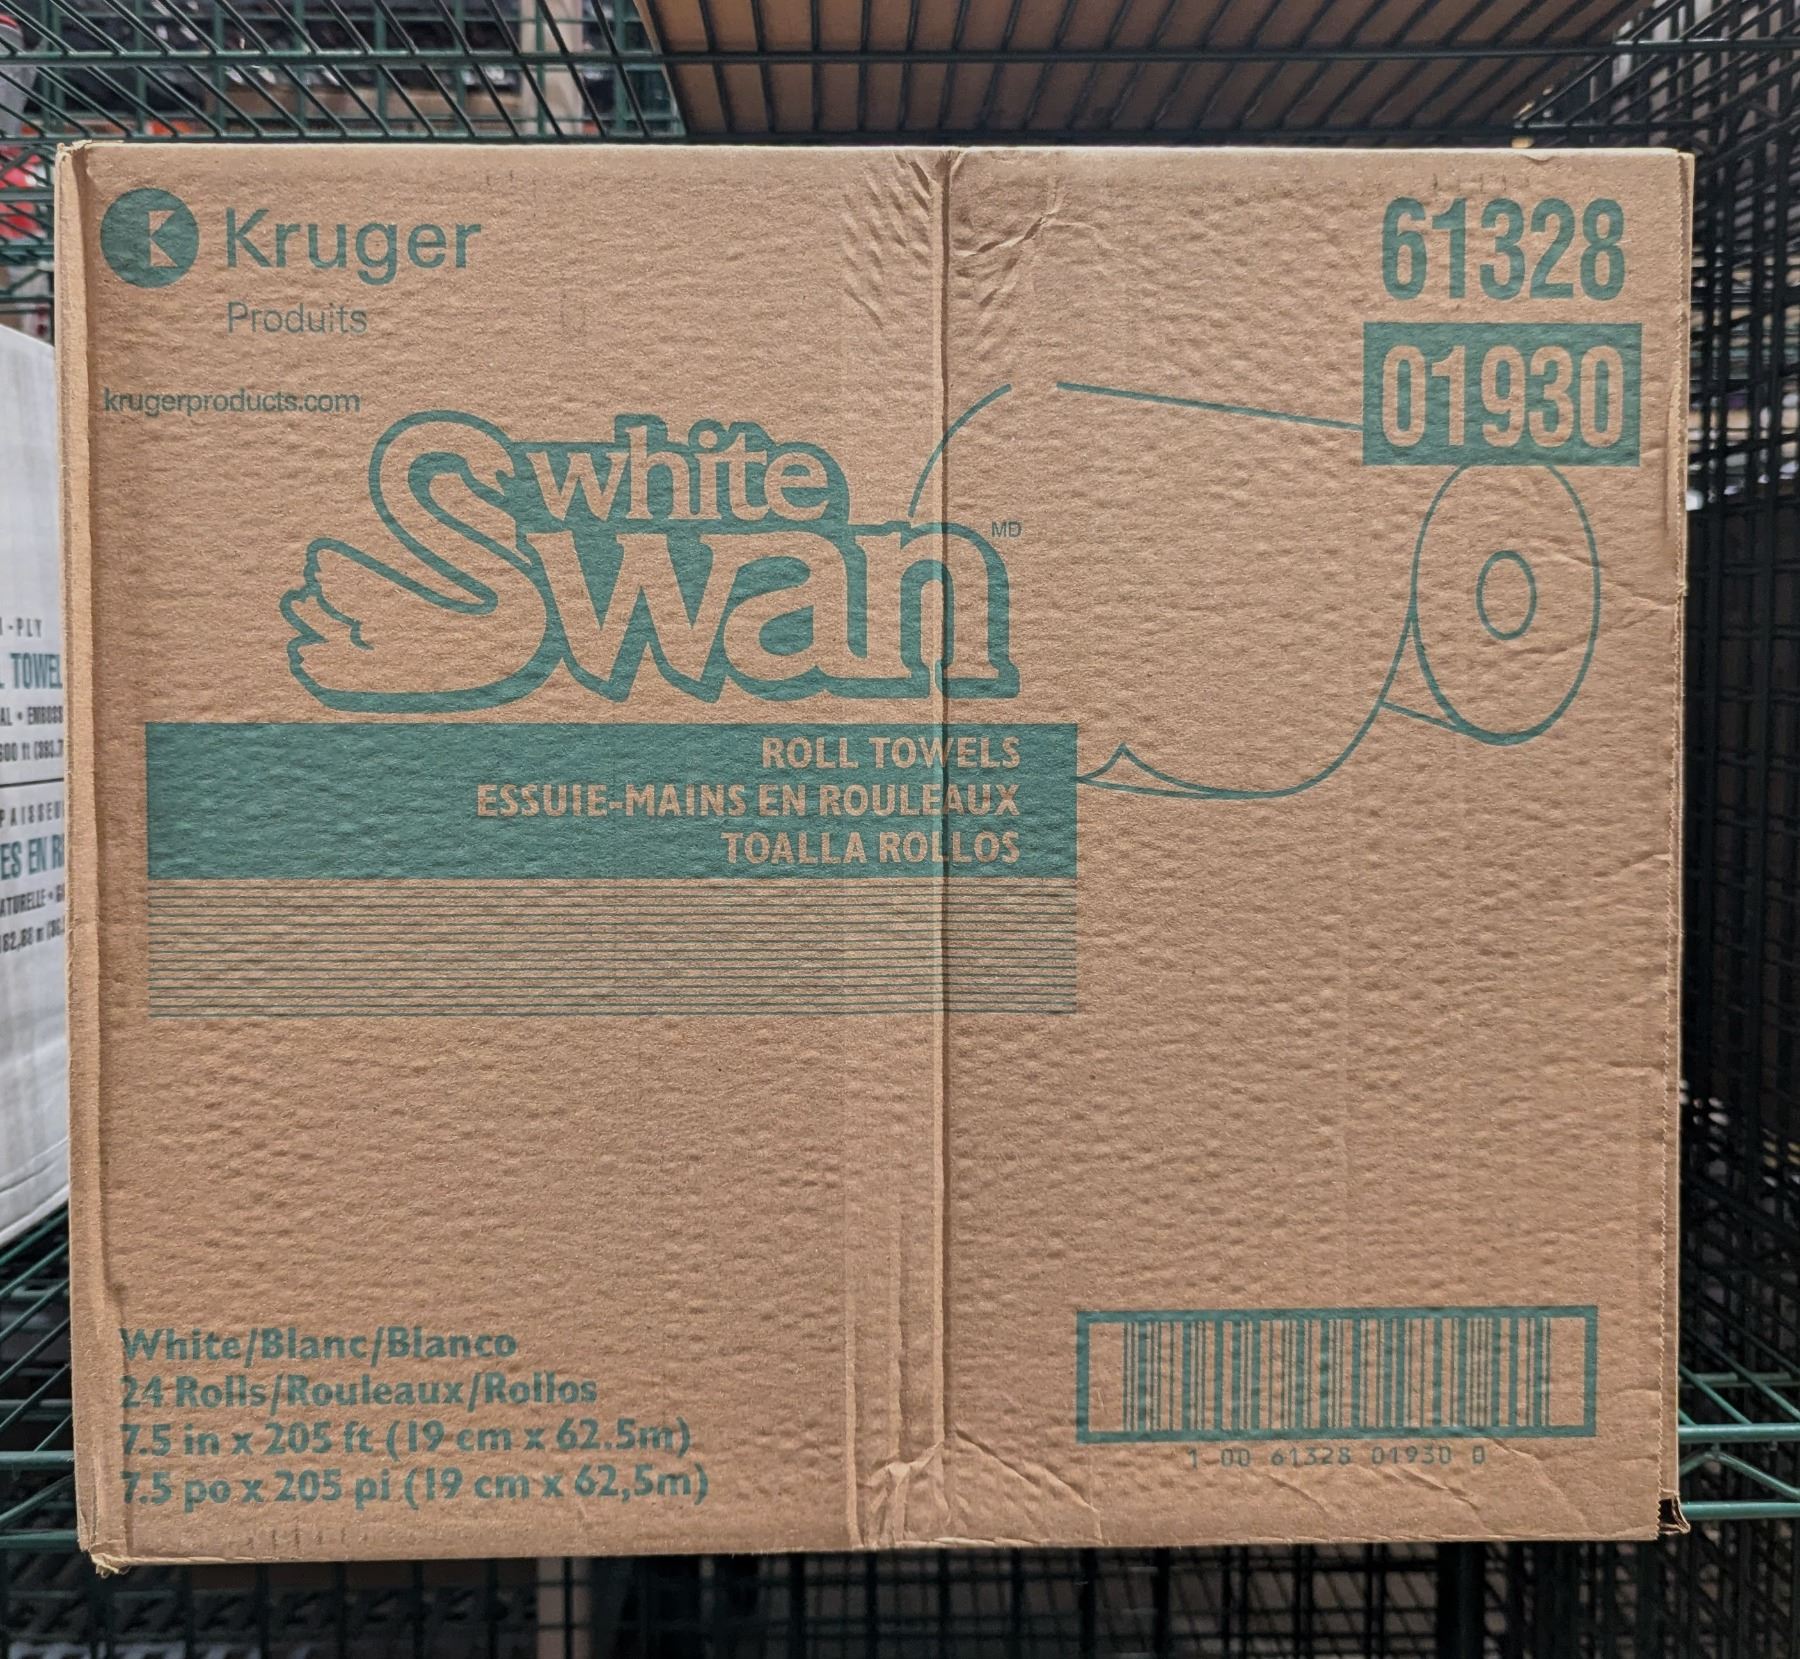 Kruger
Produits
krugerproducts.com
61328
01930
white
Swan MD
ROLL TOWELS
ESSUIE-MAINS EN ROULEAUX
TOALLA ROLLOS
White/Blanc/Blanco
24 Rolls/Rouleaux/Rollos
7.5 in x 205 ft (19 cm x 62.5m)
7.5 po x 205 pi (19 cm x 62,5m)
1 00 61328 01930 0
-PLY
TOWEL